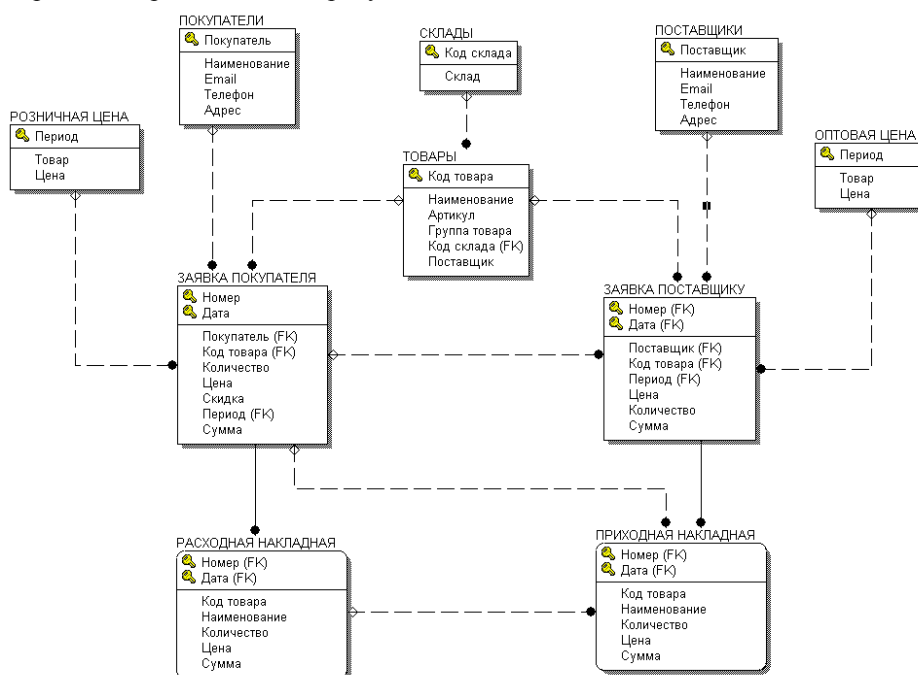 ПОКУПАТЕЛИ
Покупатель
Наименование
Email
Телефон
Адрес
СКЛАДЫ
Код склада
Склад
ПОСТАВЩИКИ
Поставщик
Наименование
Email
Телефон
Адрес
РОЗНИЧНАЯ ЦЕНА
Период
Товар
Цена
ТОВАРЫ
Код товара
Наименование
Артикул
Группа товара
Код склада (FK)
Поставщик
ОПТОВАЯ ЦЕНА
Период
Товар
Цена
ЗАЯВКА ПОКУПАТЕЛЯ
Номер
Дата
Покупатель (FK)
Код товара (FK)
Количество
Цена
Скидка
Период (FK)
Сумма
ЗАЯВКА ПОСТАВЩИКУ
Номер (FK)
Дата (FK)
Поставщик (FK)
Код товара (FK)
Период (FK)
Цена
Количество
Сумма
РАСХОДНАЯ НАКЛАДНАЯ
Номер (FK)
Дата (FK)
Код товара
Наименование
Количество
Цена
Сумма
ПРИХОДНАЯ НАКЛАДНАЯ
Номер (FK)
Дата (FK)
Код товара
Наименование
Количество
Цена
Сумма